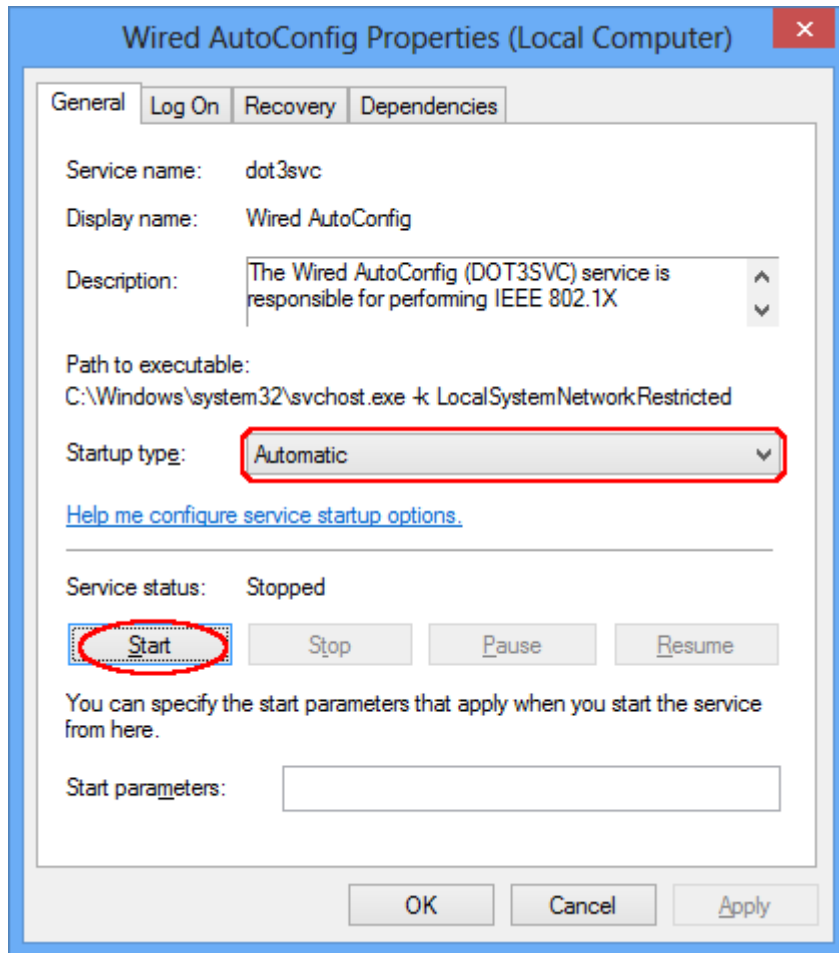 Wired AutoConfig Properties (Local Computer)
General Log On Recovery Dependencies
Service name: dot3svc
Display name: Wired AutoConfig
Description: The Wired AutoConfig (DOT3SVC) service is
responsible for performing IEEE 802.1X
Path to executable:
C:\Windows\system32\svchost.exe -k LocalSystemNetworkRestricted
Startup type: Automatic
Help me configure service startup options.
Service status: Stopped
Start Stop Pause Resume
You can specify the start parameters that apply when you start the service
from here.
Start parameters:
OK Cancel Apply